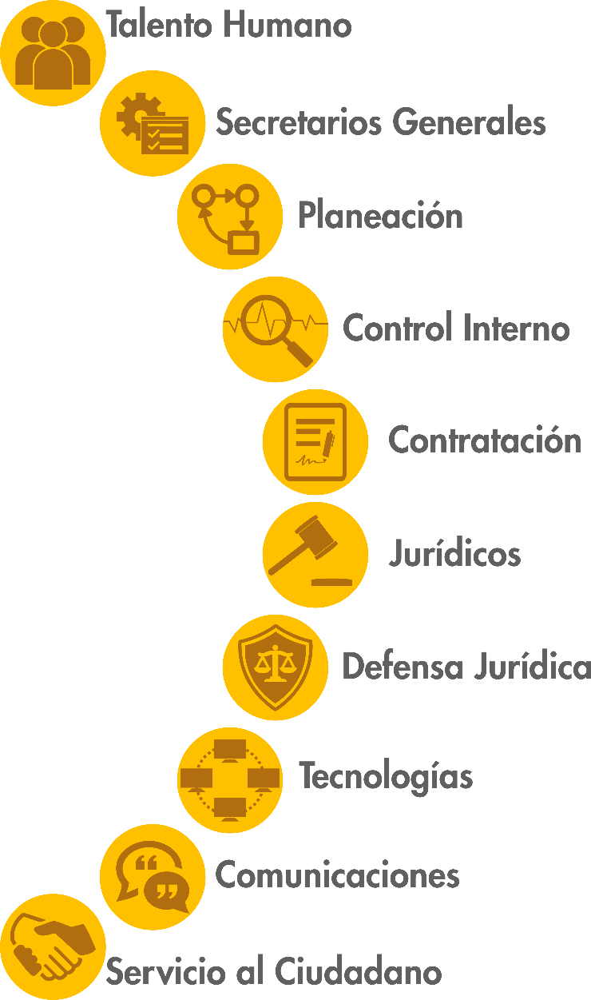 Talento Humano
Secretarios Generales
Planeación
Control Interno
Contratación
Jurídicos
Defensa Jurídica
Tecnologías
Comunicaciones
Servicio al Ciudadano